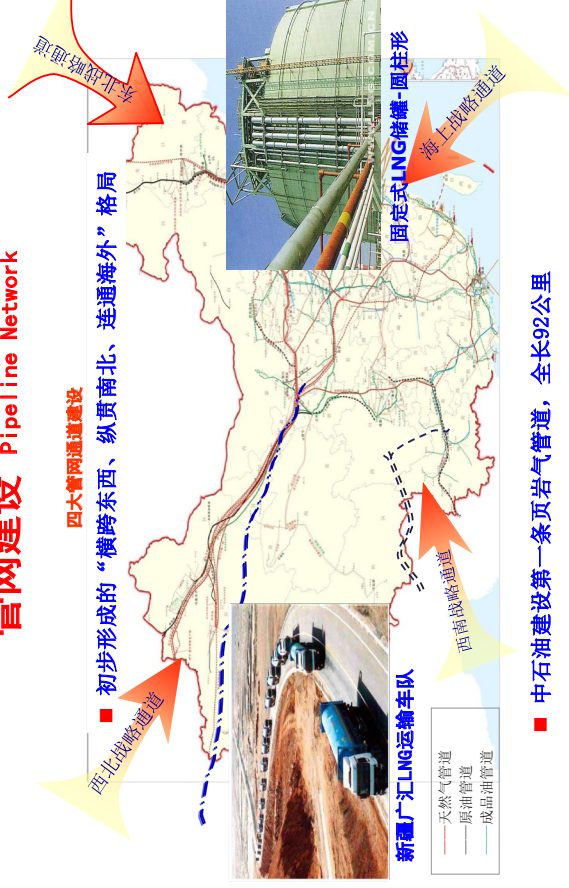 管网建设 Pipeline Network
四大管网通道建设
■ 初步形成的“横跨东西、纵贯南北、连通海外”格局
西北战略通道
东北战略通道
西南战略通道
海上战略通道
新疆广汇LNG运输车队
固定式LNG储罐-圆柱形
天然气管道
原油管道
成品油管道
■ 中石油建设第一条页岩气管道，全长92公里